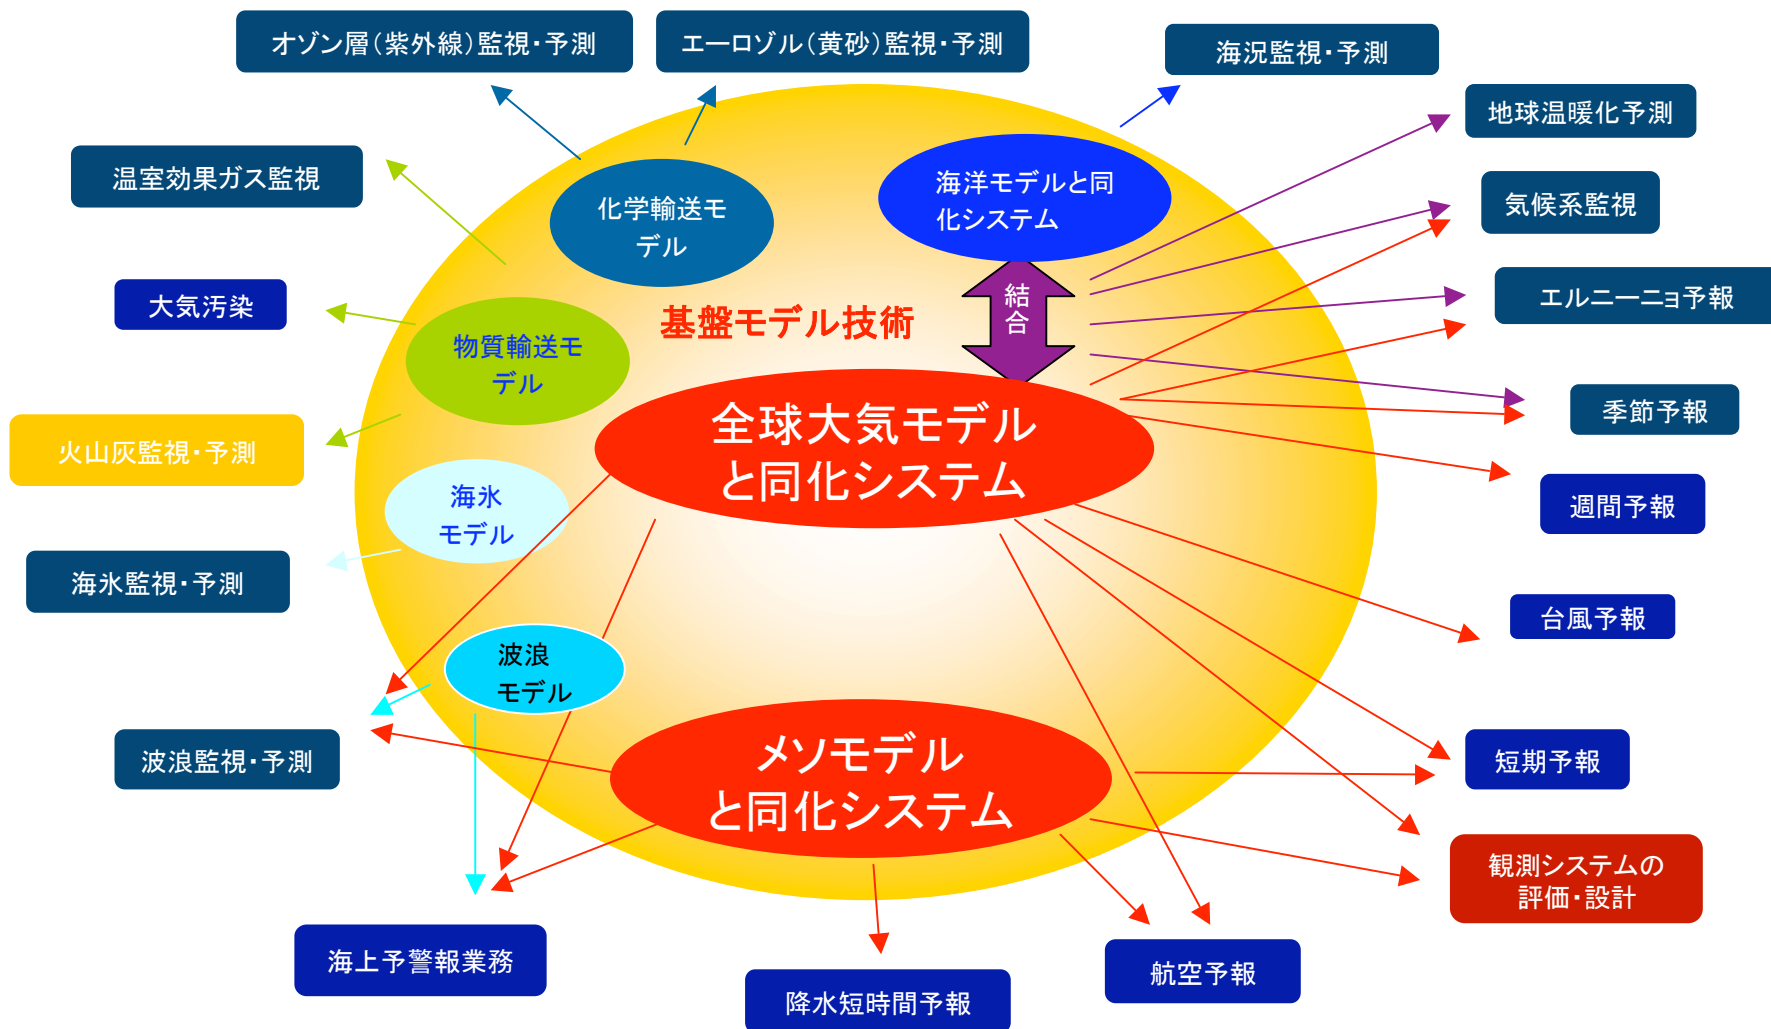 オゾン層（紫外線）監視・予測
エーロゾル（黄砂）監視・予測
海況監視・予測
地球温暖化予測
温室効果ガス監視
化学輸送モ
デル
海洋モデルと同
化システム
気候系監視
大気汚染
結
合
エルニーニョ予報
基盤モデル技術
物質輸送モ
デル
季節予報
火山灰監視・予測
全球大気モデル
と同化システム
週間予報
海氷
モデル
海氷監視・予測
台風予報
波浪
モデル
波浪監視・予測
メソモデル
と同化システム
短期予報
観測システムの
評価・設計
海上予警報業務
降水短時間予報
航空予報